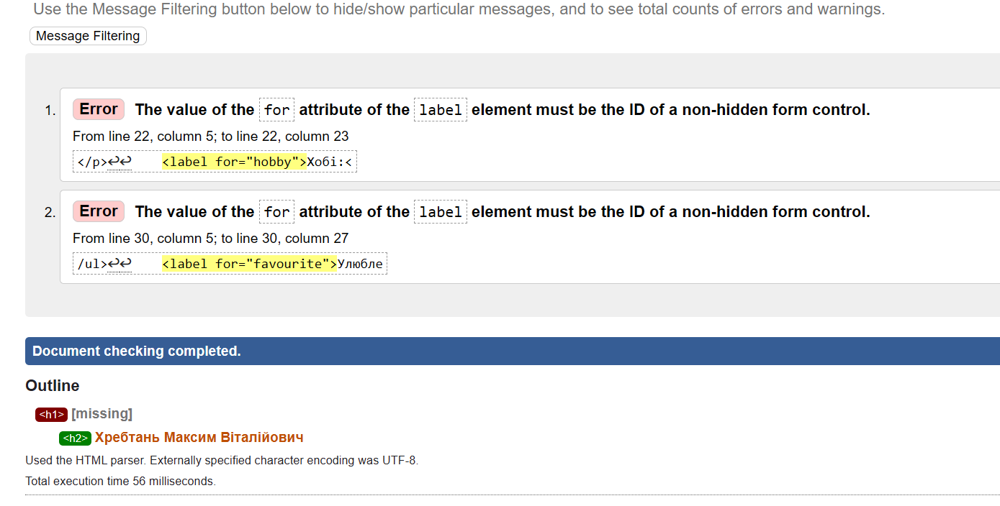 Use the Message Filtering button below to hide/show particular messages, and to see total counts of errors and warnings.
Message Filtering
1. Error The value of the for attribute of the label element must be the ID of a non-hidden form control.
From line 22, column 5; to line 22, column 23
</p>↩↩    <label for="hobby">Хобі:<
2. Error The value of the for attribute of the label element must be the ID of a non-hidden form control.
From line 30, column 5; to line 30, column 27
/ul>↩↩    <label for="favourite">Улюбле
Document checking completed.
Outline
<h1> [missing]
<h2> Хребтань Максим Віталійович
Used the HTML parser. Externally specified character encoding was UTF-8.
Total execution time 56 milliseconds.